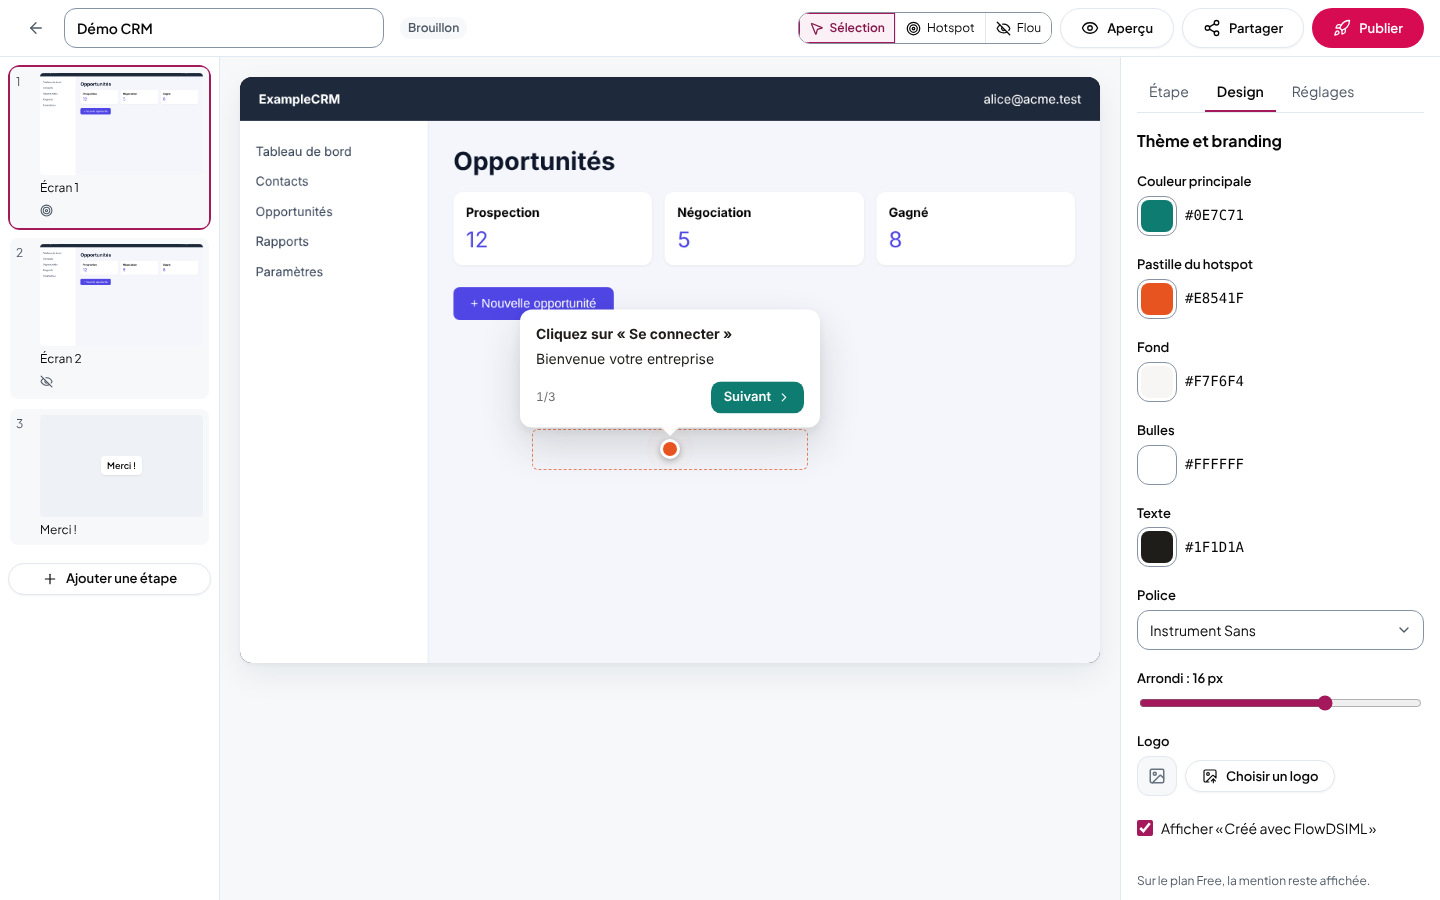 Démo CRM
Brouillon
Sélection
Hotspot
Flou
Aperçu
Partager
Publier
1
Écran 1
2
Écran 2
3
Merci !
Merci !
Ajouter une étape
ExampleCRM
alice@acme.test
Tableau de bord
Contacts
Opportunités
Rapports
Paramètres
Opportunités
Prospection
12
Négociation
5
Gagné
8
+ Nouvelle opportunité
Cliquez sur « Se connecter »
Bienvenue votre entreprise
1/3
Suivant
Étape
Design
Réglages
Thème et branding
Couleur principale
#0E7C71
Pastille du hotspot
#E8541F
Fond
#F7F6F4
Bulles
#FFFFFF
Texte
#1F1D1A
Police
Instrument Sans
Arrondi : 16 px
Logo
Choisir un logo
Afficher « Créé avec FlowDSIML »
Sur le plan Free, la mention reste affichée.